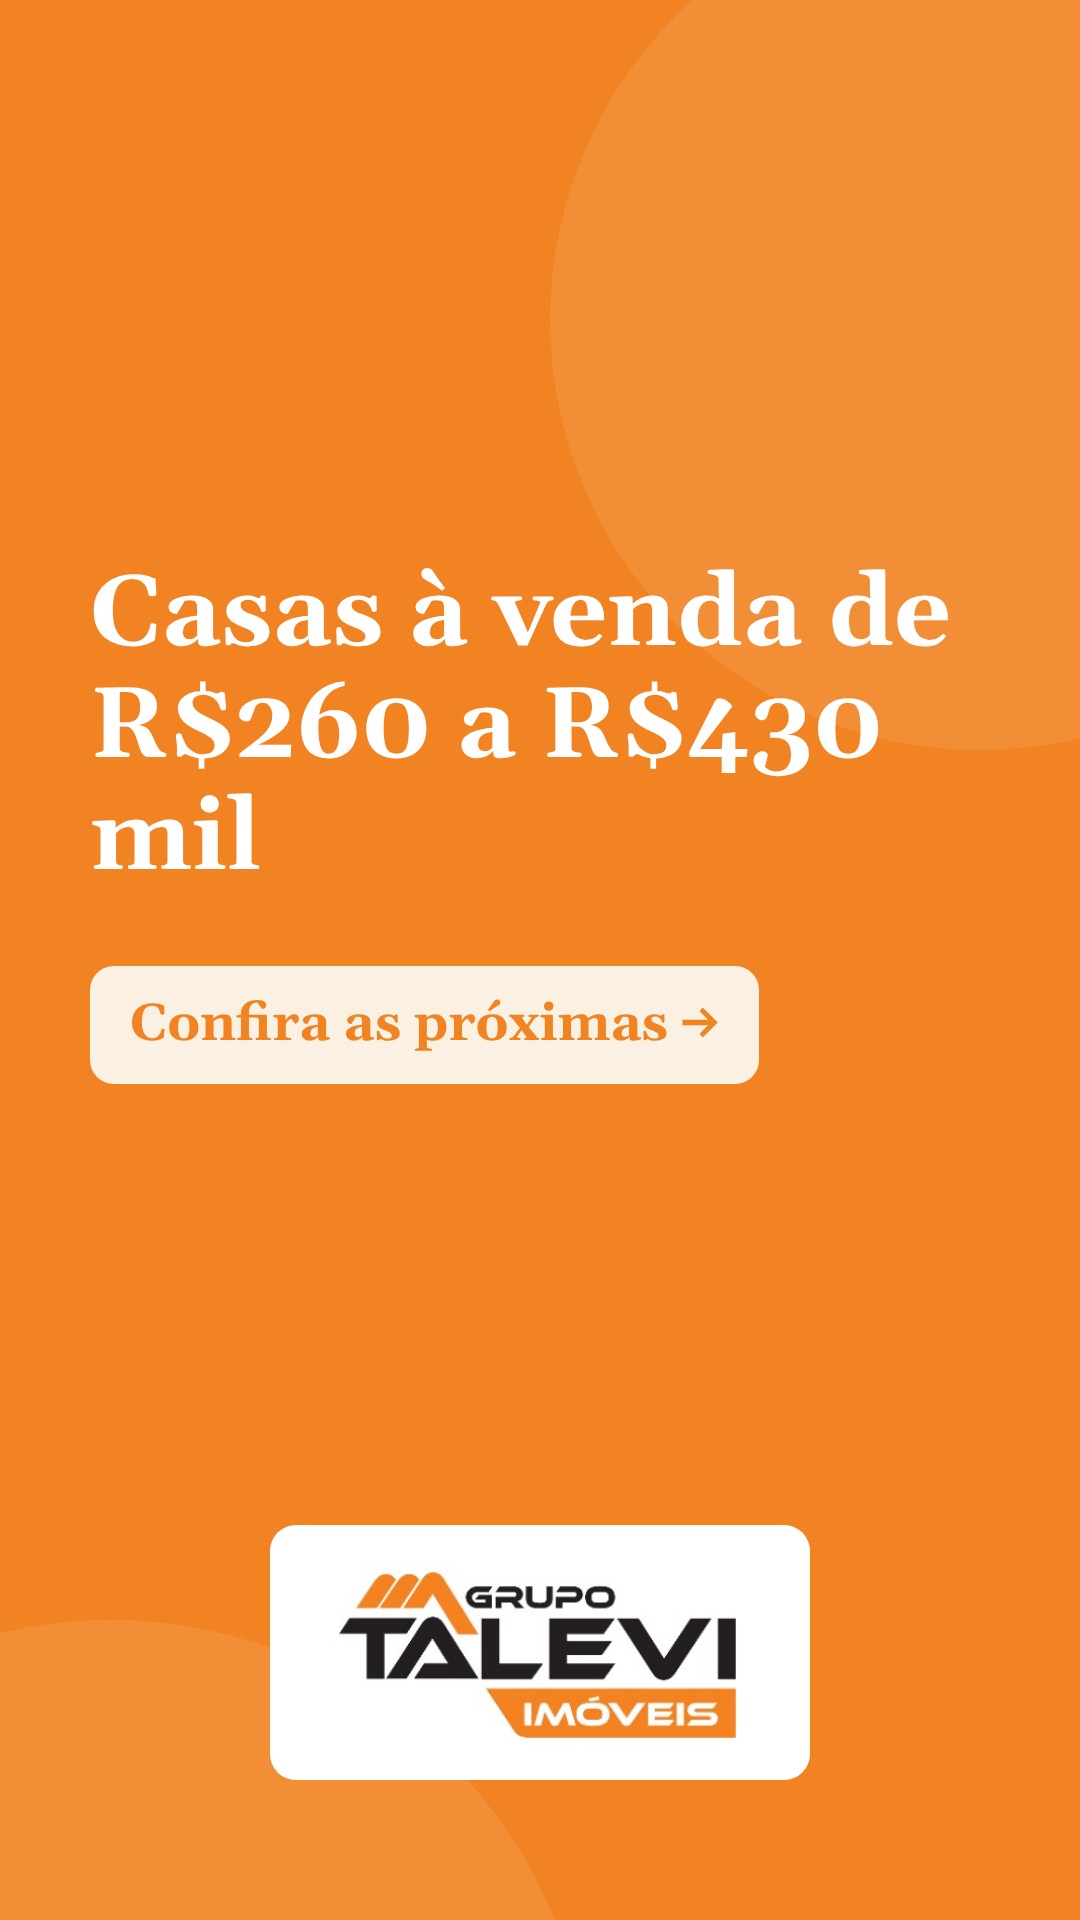 Casas à venda de
R$260 a R$430
mil
Confira as próximas →
GRUPO
TALEVI
IMÓVEIS